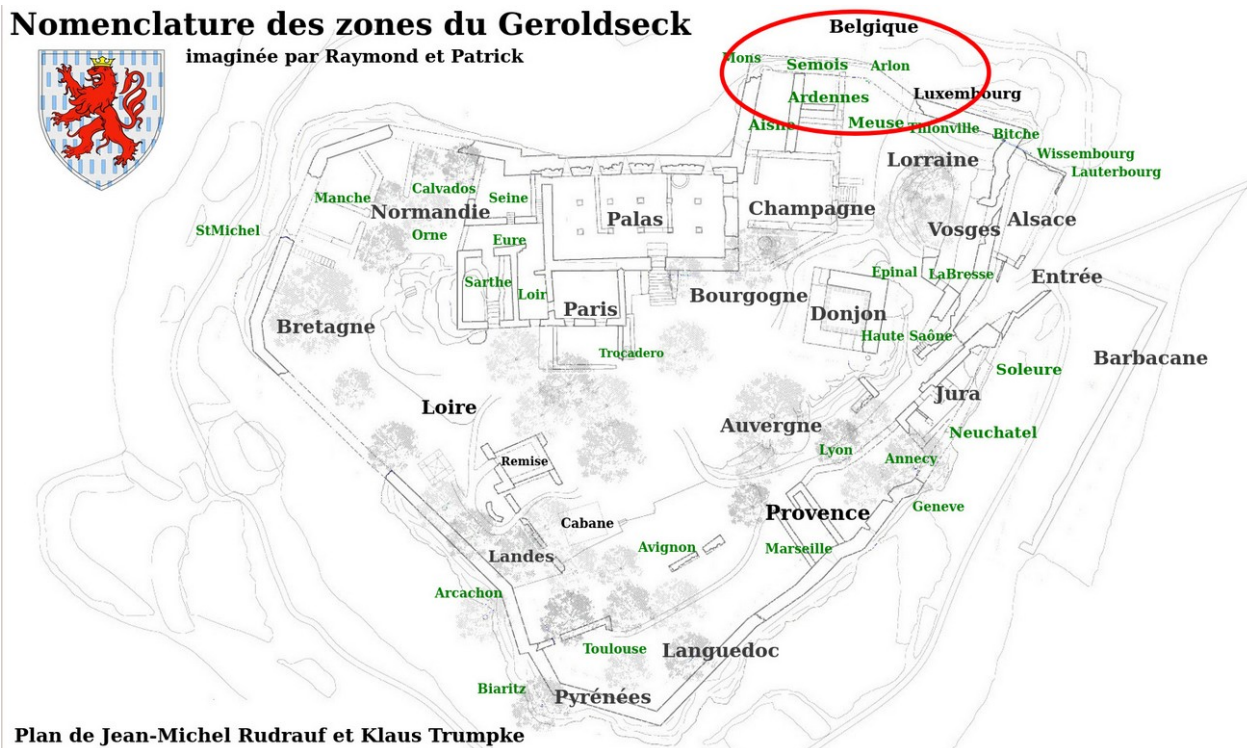 Nomenclature des zones du Geroldseck
imaginée par Raymond et Patrick
Belgique
Mons
Semois
Arlon
Ardennes
Luxembourg
Aisne
Meuse
Thionville
Bitche
Wissembourg
Lauterbourg
Lorraine
Manche
Calvados
Seine
Normandie
StMichel
Orne
Eure
Palas
Champagne
Vosges
Alsace
Sarthe
Loir
Paris
Bourgogne
Epinal
LaBresse
Entrée
Donjon
Bretagne
Haute Saône
Trocadero
Barbacane
Soleure
Jura
Loire
Auvergne
Neuchatel
Lyon
Annecy
Remise
Geneve
Cabane
Provence
Landes
Avignon
Marseille
Arcachon
Toulouse
Languedoc
Biaritz
Pyrénées
Plan de Jean-Michel Rudrauf et Klaus Trumpke